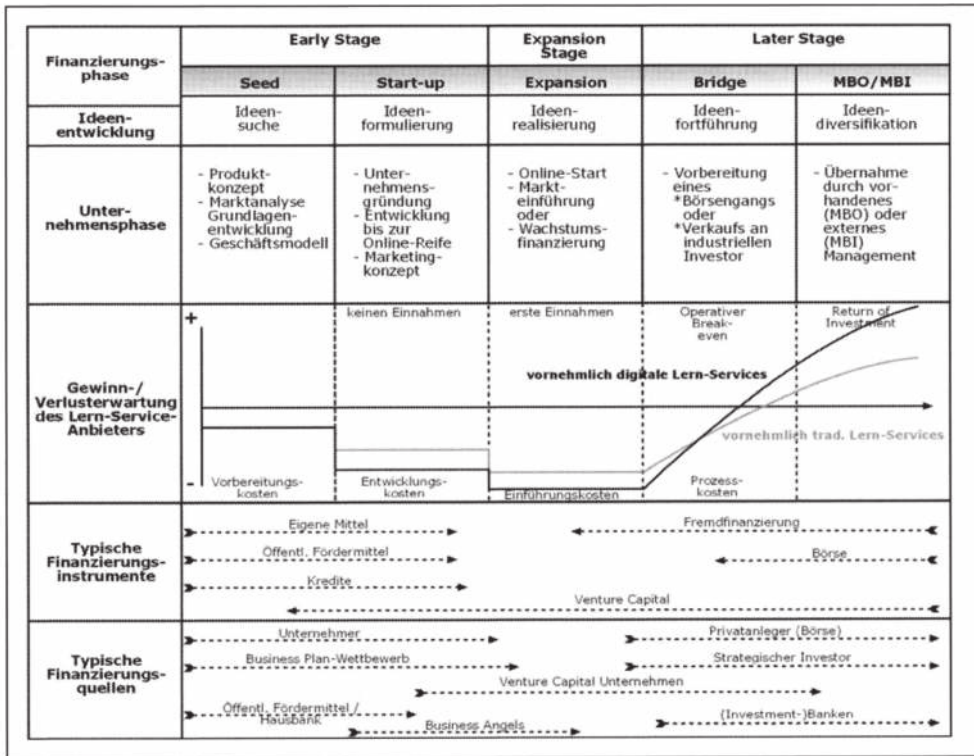 Finanzierungs-
phase
Early Stage
Expansion
Stage
Later Stage
Seed
Start-up
Expansion
Bridge
MBO/MBI
Ideen-
entwicklung
Ideen-
suche
Ideen-
formulierung
Ideen-
realisierung
Ideen-
fortführung
Ideen-
diversifikation
Unter-
nehmensphase
- Produkt-
konzept
- Marktanalyse
Grundlagen-
entwicklung
- Geschäftsmodell
- Unter-
nehmens-
gründung
- Entwicklung
bis zur
Online-Reife
- Marketing-
konzept
- Online-Start
- Markt-
einführung
oder
- Wachstums-
finanzierung
- Vorbereitung
eines
*Börsengangs
oder
*Verkaufs an
industriellen
Investor
- Übernahme
durch vor-
handenes
(MBO) oder
externes
(MBI)
Management
Gewinn-/
Verlusterwartung
des Lern-Service-
Anbieters
+
-
keinen Einnahmen
erste Einnahmen
Operativer
Break-
even
Return of
Investment
vornehmlich digitale Lern-Services
vornehmlich trad. Lern-Services
Vorbereitungs-
kosten
Entwicklungs-
kosten
Einführungskosten
Prozess-
kosten
Typische
Finanzierungs-
instrumente
Eigene Mittel
Fremdfinanzierung
Öffentl. Fördermittel
Börse
Kredite
Venture Capital
Typische
Finanzierungs-
quellen
Unternehmer
Privatanleger (Börse)
Business Plan-Wettbewerb
Strategischer Investor
Venture Capital Unternehmen
Öffentl. Fördermittel /
Hausbank
Business Angels
(Investment-)Banken